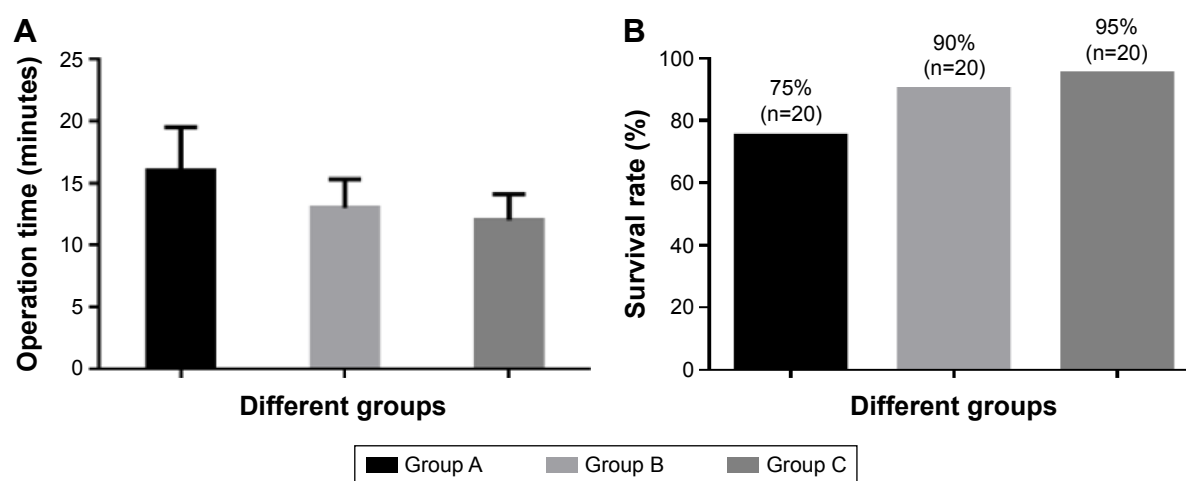 A
Operation time (minutes)
25
20
15
10
5
0
Different groups
B
Survival rate (%)
100
80
60
40
20
0
75%
(n=20)
90%
(n=20)
95%
(n=20)
Different groups
Group A
Group B
Group C